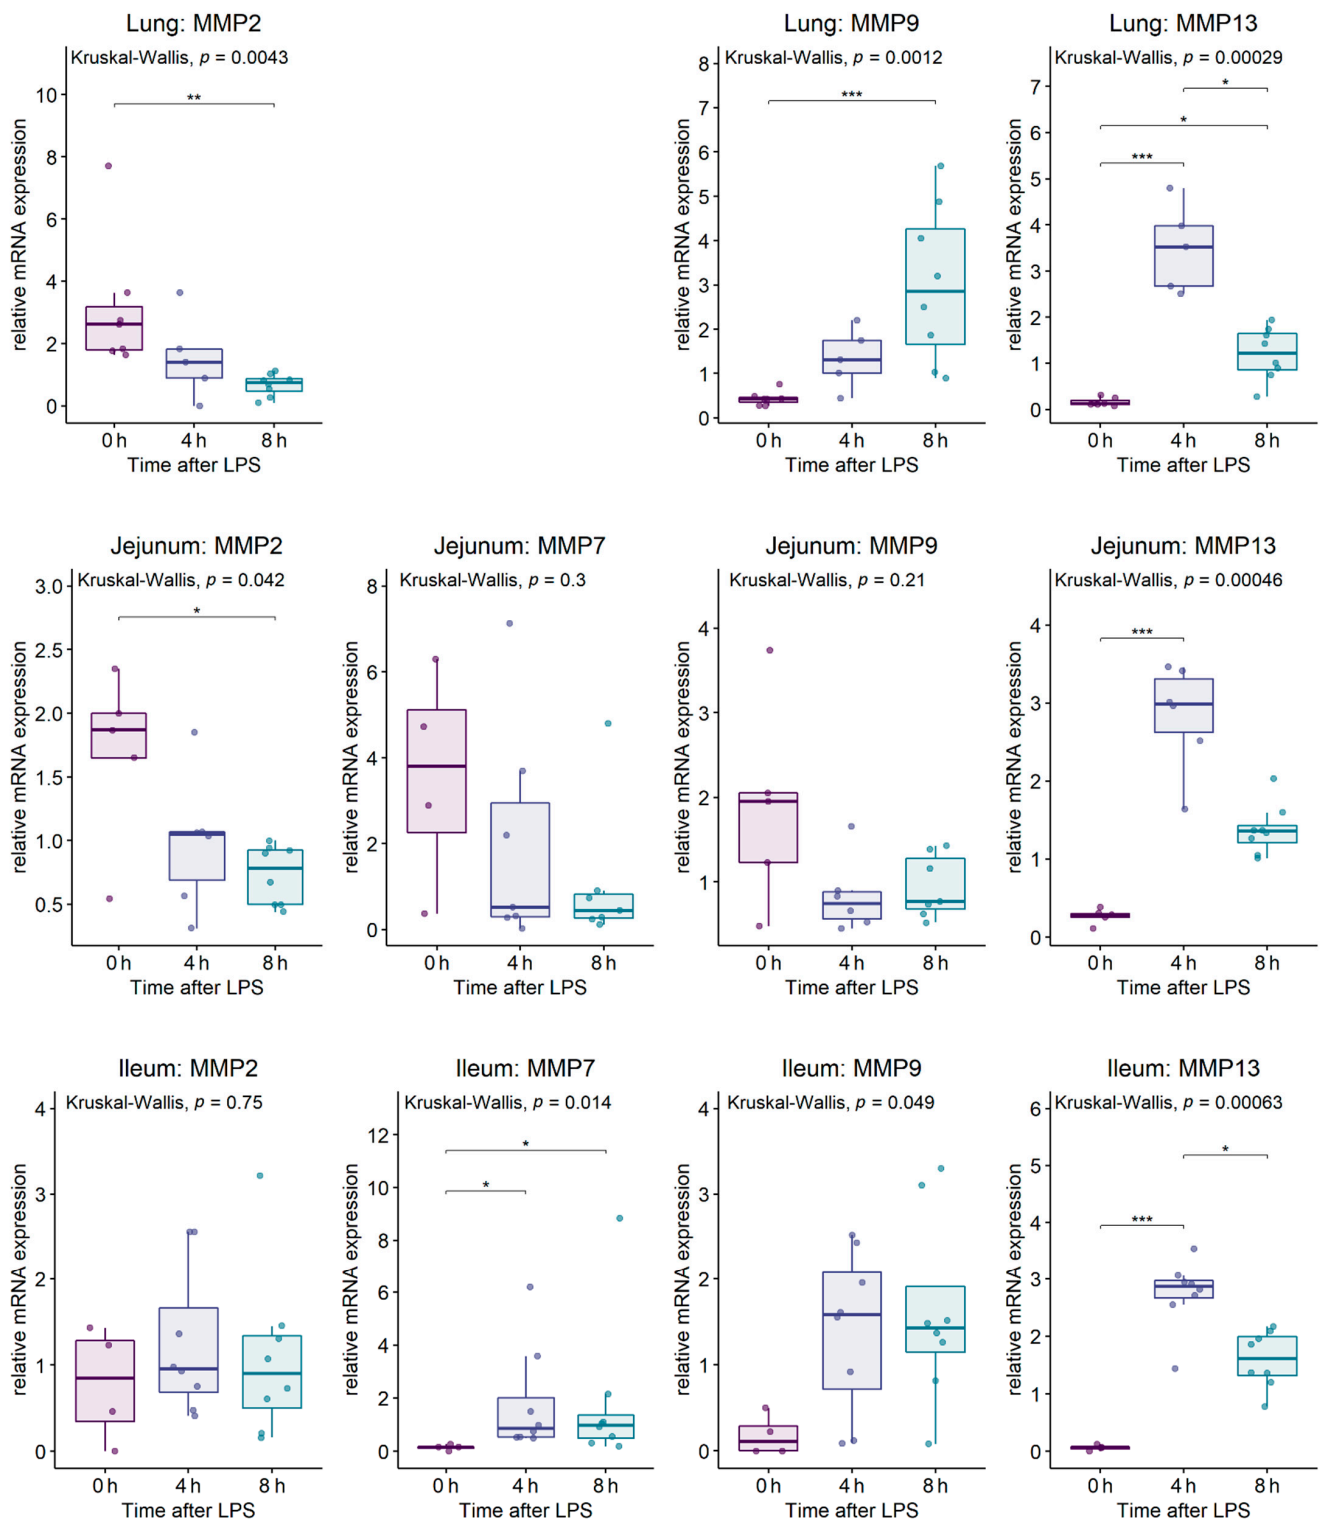 Lung: MMP2
Kruskal-Wallis, p = 0.0043
**
relative mRNA expression
10
8
6
4
2
0
0 h 4 h 8 h
Time after LPS
Lung: MMP9
Kruskal-Wallis, p = 0.0012
***
relative mRNA expression
8
7
6
5
4
3
2
1
0
0 h 4 h 8 h
Time after LPS
Lung: MMP13
Kruskal-Wallis, p = 0.00029
*
*
***
relative mRNA expression
7
6
5
4
3
2
1
0
0 h 4 h 8 h
Time after LPS
Jejunum: MMP2
Kruskal-Wallis, p = 0.042
*
relative mRNA expression
3.0
2.5
2.0
1.5
1.0
0.5
0 h 4 h 8 h
Time after LPS
Jejunum: MMP7
Kruskal-Wallis, p = 0.3
relative mRNA expression
8
6
4
2
0
0 h 4 h 8 h
Time after LPS
Jejunum: MMP9
Kruskal-Wallis, p = 0.21
relative mRNA expression
4
3
2
1
0 h 4 h 8 h
Time after LPS
Jejunum: MMP13
Kruskal-Wallis, p = 0.00046
***
relative mRNA expression
4
3
2
1
0
0 h 4 h 8 h
Time after LPS
Ileum: MMP2
Kruskal-Wallis, p = 0.75
relative mRNA expression
4
3
2
1
0
0 h 4 h 8 h
Time after LPS
Ileum: MMP7
Kruskal-Wallis, p = 0.014
*
*
relative mRNA expression
12
10
8
6
4
2
0
0 h 4 h 8 h
Time after LPS
Ileum: MMP9
Kruskal-Wallis, p = 0.049
relative mRNA expression
4
3
2
1
0
0 h 4 h 8 h
Time after LPS
Ileum: MMP13
Kruskal-Wallis, p = 0.00063
*
***
relative mRNA expression
6
5
4
3
2
1
0
0 h 4 h 8 h
Time after LPS